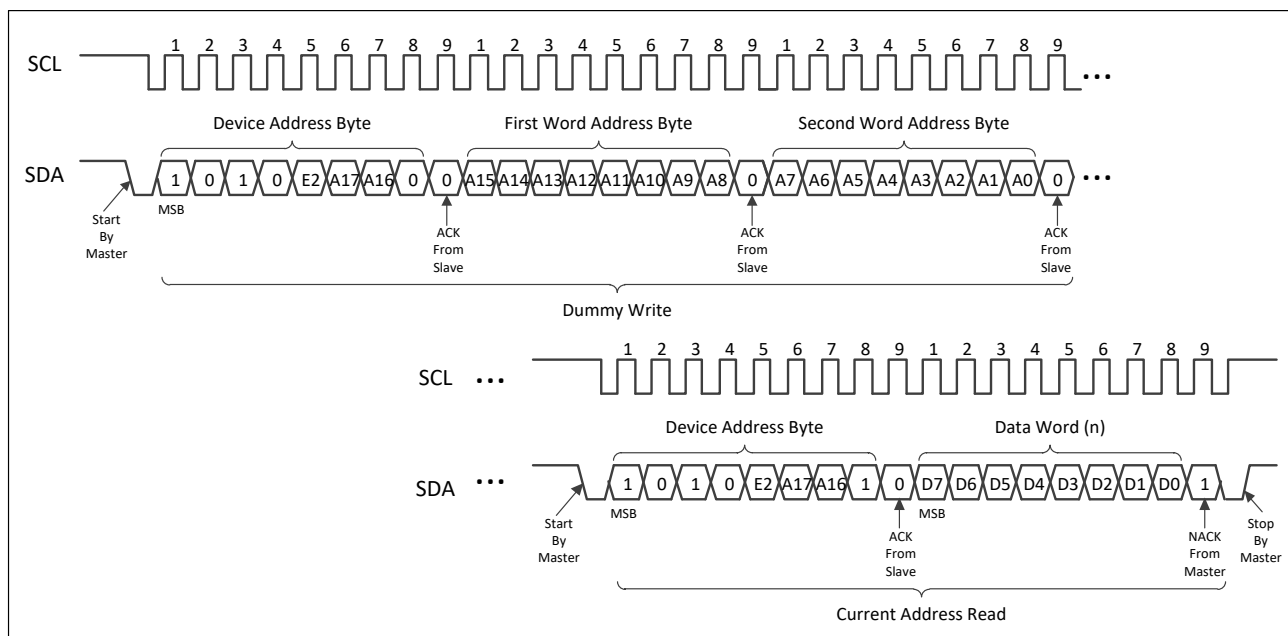 1 2 3 4 5 6 7 8 9 1 2 3 4 5 6 7 8 9 1 2 3 4 5 6 7 8 9
SCL ...
Device Address Byte First Word Address Byte Second Word Address Byte
SDA 1 0 1 0 E2 A17 A16 0 0 A15 A14 A13 A12 A11 A10 A9 A8 0 A7 A6 A5 A4 A3 A2 A1 A0 0 ...
MSB
Start
By
Master
ACK
From
Slave
ACK
From
Slave
ACK
From
Slave
Dummy Write
1 2 3 4 5 6 7 8 9 1 2 3 4 5 6 7 8 9
SCL ...
Device Address Byte Data Word (n)
SDA ... 1 0 1 0 E2 A17 A16 1 0 D7 D6 D5 D4 D3 D2 D1 D0 1
MSB MSB
Start
By
Master
ACK
From
Slave
NACK
From
Master
Stop
By
Master
Current Address Read